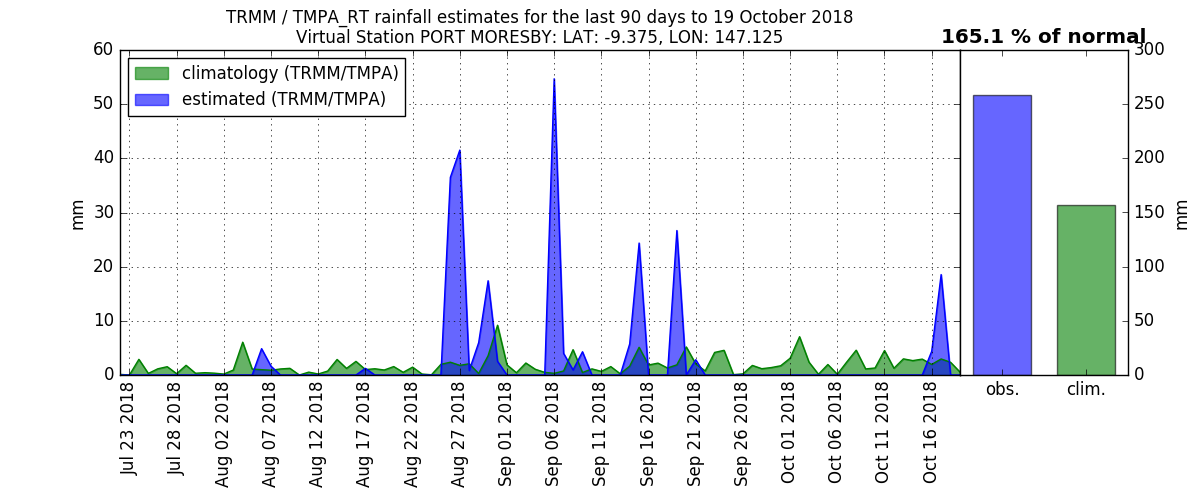 TRMM / TMPA_RT rainfall estimates for the last 90 days to 19 October 2018
Virtual Station PORT MORESBY: LAT: -9.375, LON: 147.125
165.1 % of normal
climatology (TRMM/TMPA)
estimated (TRMM/TMPA)
mm
60
50
40
30
20
10
0
Jul 23 2018
Jul 28 2018
Aug 02 2018
Aug 07 2018
Aug 12 2018
Aug 17 2018
Aug 22 2018
Aug 27 2018
Sep 01 2018
Sep 06 2018
Sep 11 2018
Sep 16 2018
Sep 21 2018
Sep 26 2018
Oct 01 2018
Oct 06 2018
Oct 11 2018
Oct 16 2018
obs.
clim.
300
250
200
150
100
50
0
mm